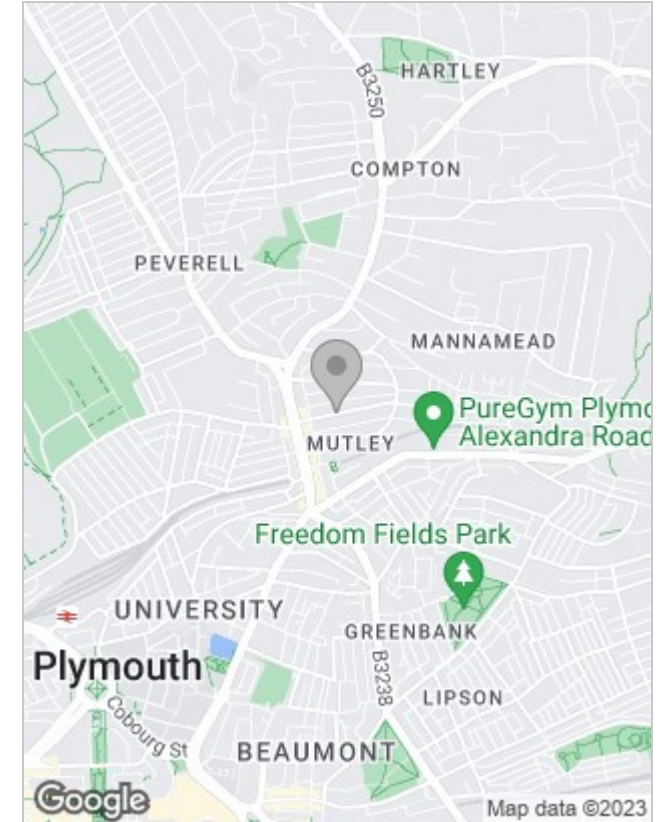 HARTLEY
B3250
COMPTON
PEVERELL
MANNAMEAD
PureGym Plymo
Alexandra Road
MUTLEY
Freedom Fields Park
UNIVERSITY
GREENBANK
Plymouth
B3238
LIPSON
Cobourg St
BEAUMONT
Google
Map data ©2023